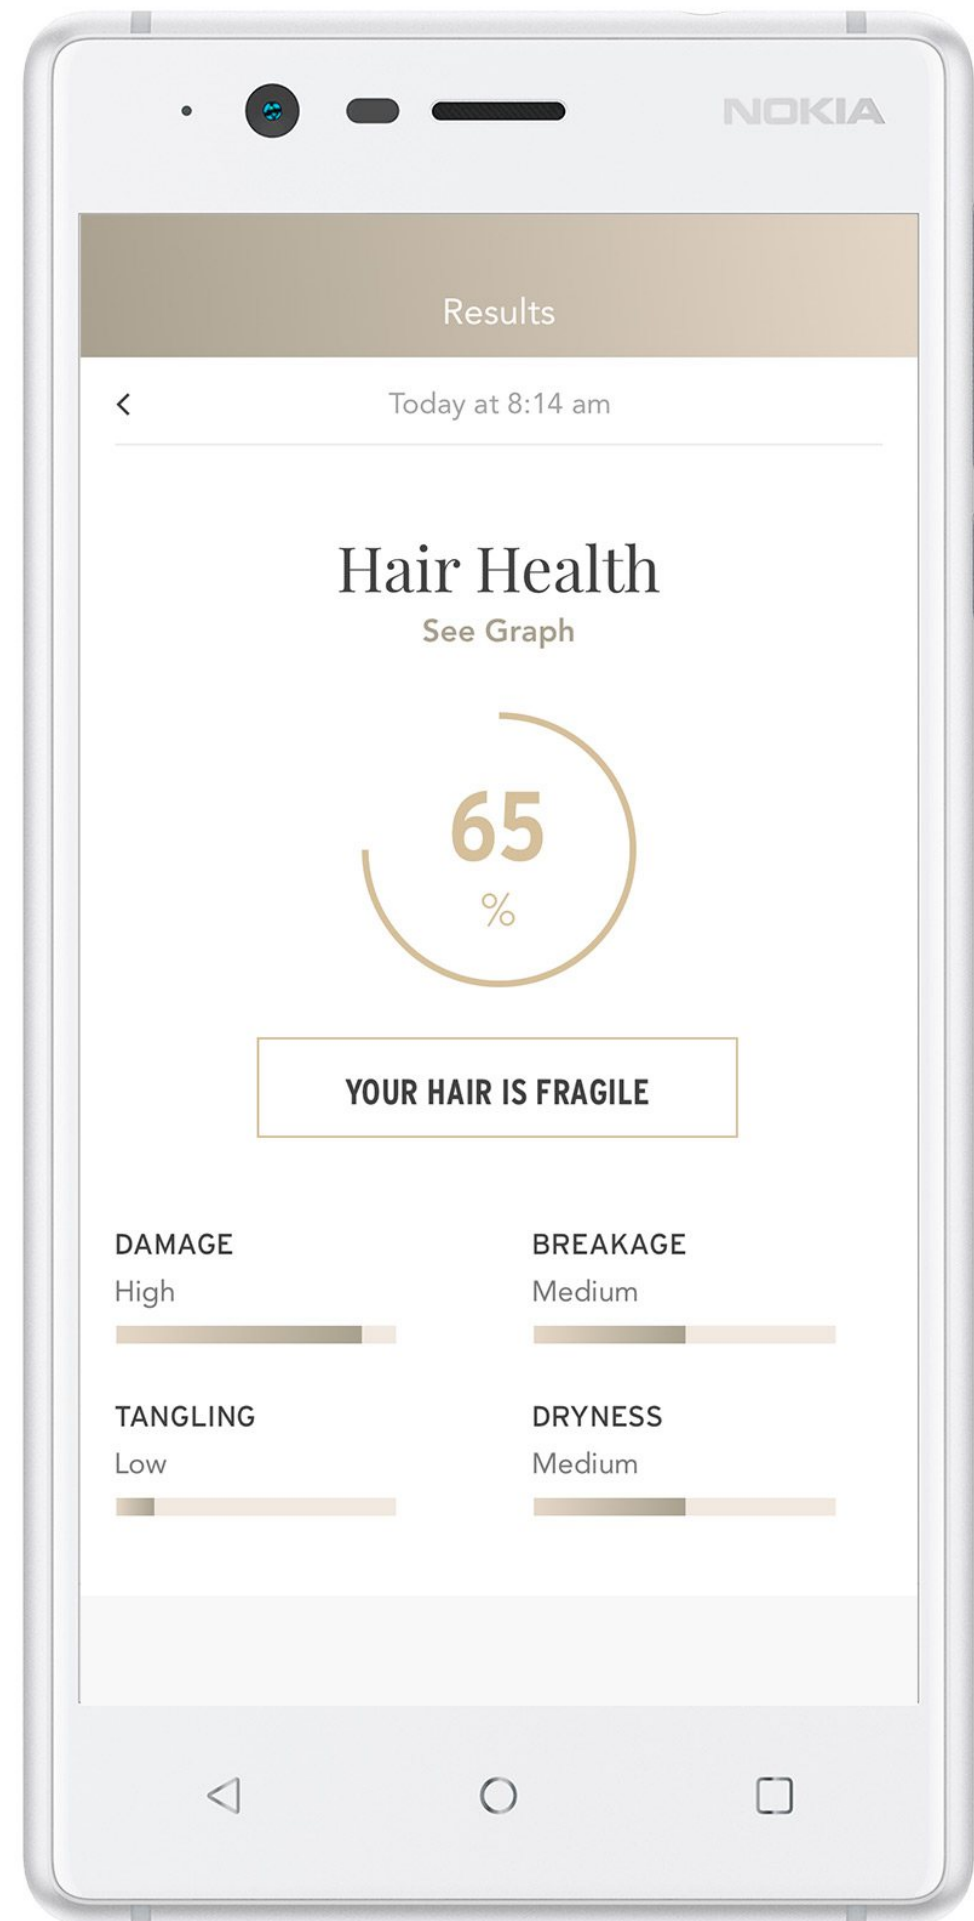 NOKIA
Results
Today at 8:14 am
Hair Health
See Graph
65
%
YOUR HAIR IS FRAGILE
DAMAGE
High
BREAKAGE
Medium
TANGLING
Low
DRYNESS
Medium